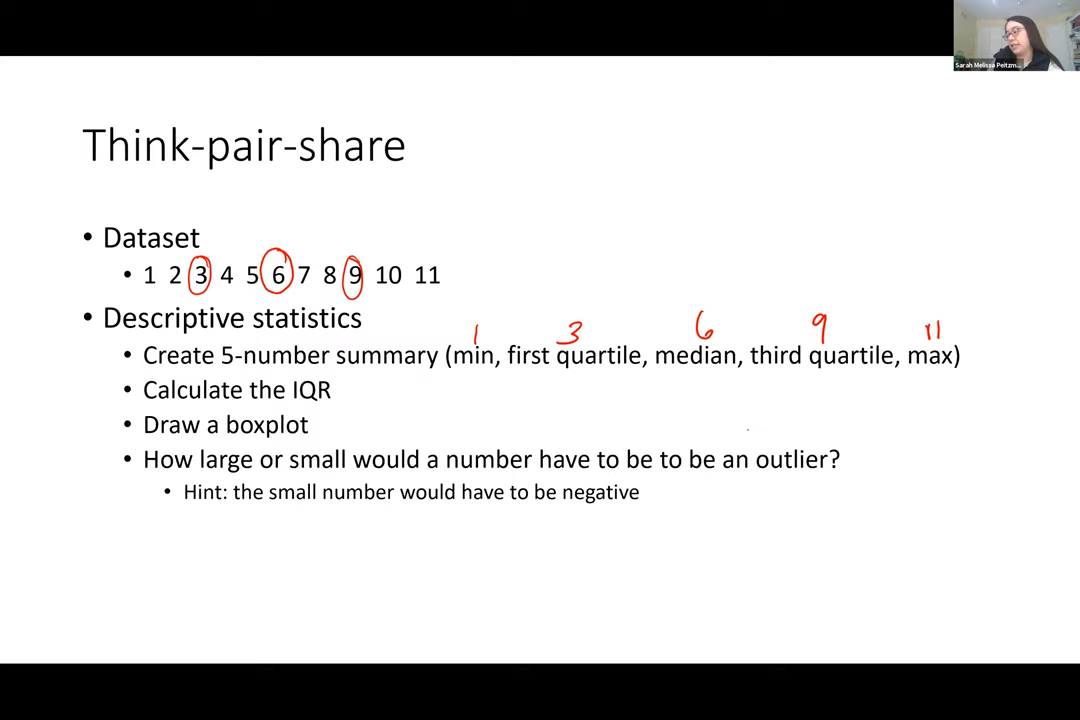 Sarah Melissa Peitzm...
Think-pair-share
• Dataset
• 1 2 3 4 5 6 7 8 9 10 11
• Descriptive statistics
1 3 6 9 11
• Create 5-number summary (min, first quartile, median, third quartile, max)
• Calculate the IQR
• Draw a boxplot
• How large or small would a number have to be to be an outlier?
• Hint: the small number would have to be negative